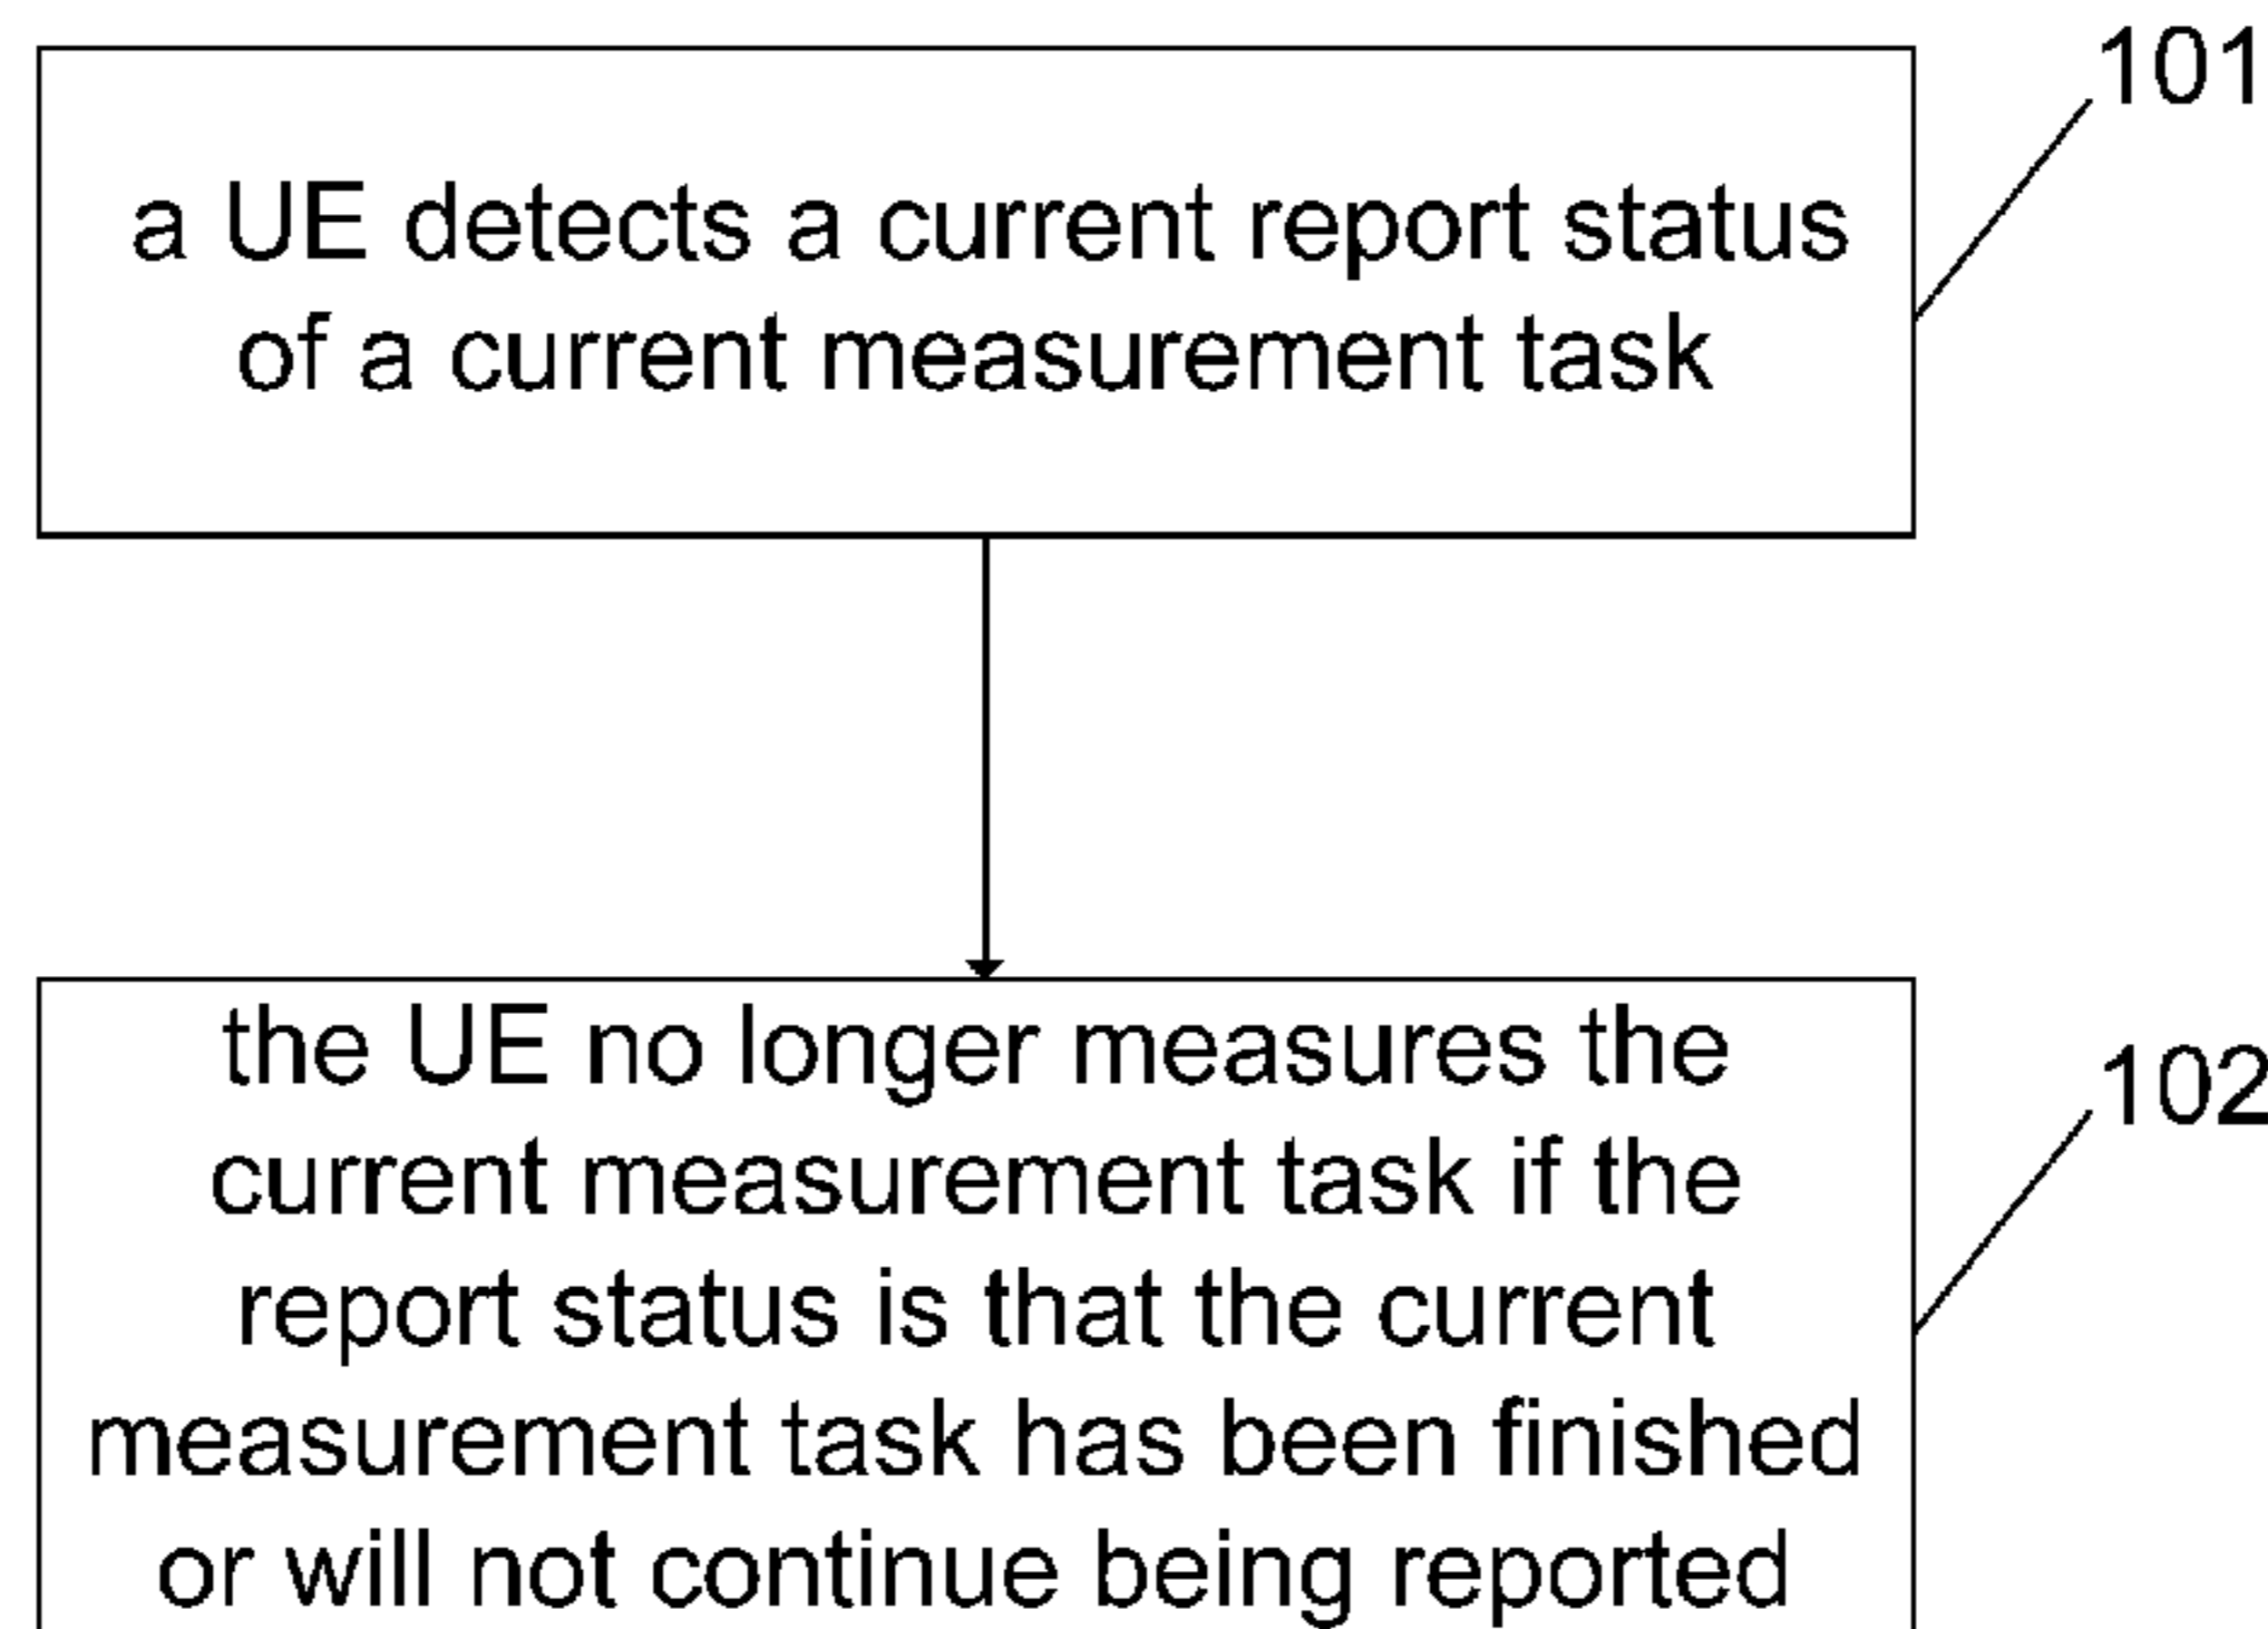 101
a UE detects a current report status
of a current measurement task
the UE no longer measures the
102
current measurement task if the
report status is that the current
measurement task has been finished
or will not continue being reported